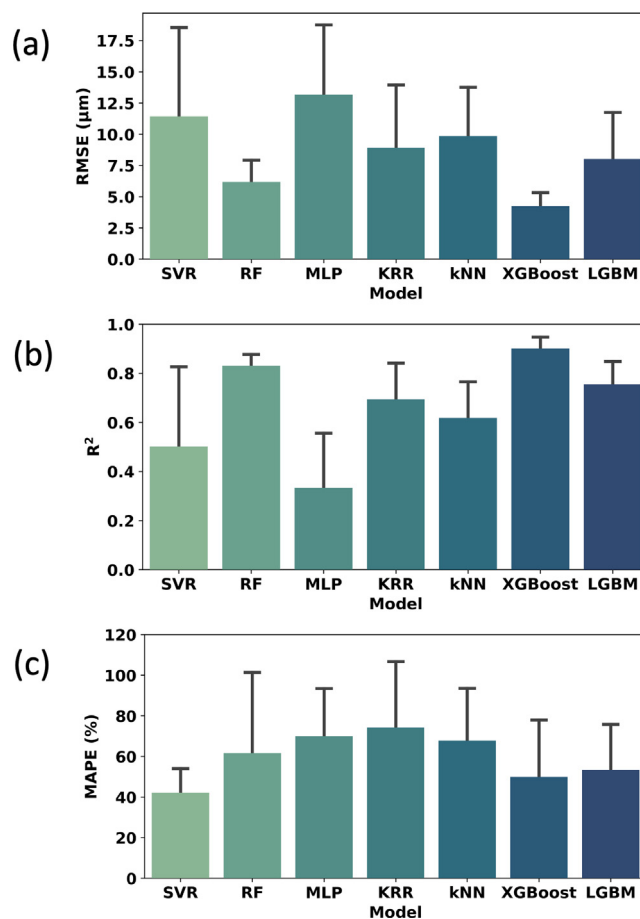 (a)
RMSE (μm)
17.5
15.0
12.5
10.0
7.5
5.0
2.5
0.0
SVR RF MLP KRR kNN XGBoost LGBM
Model
(b)
R²
1.0
0.8
0.6
0.4
0.2
0.0
SVR RF MLP KRR kNN XGBoost LGBM
Model
(c)
MAPE (%)
120
100
80
60
40
20
0
SVR RF MLP KRR kNN XGBoost LGBM
Model